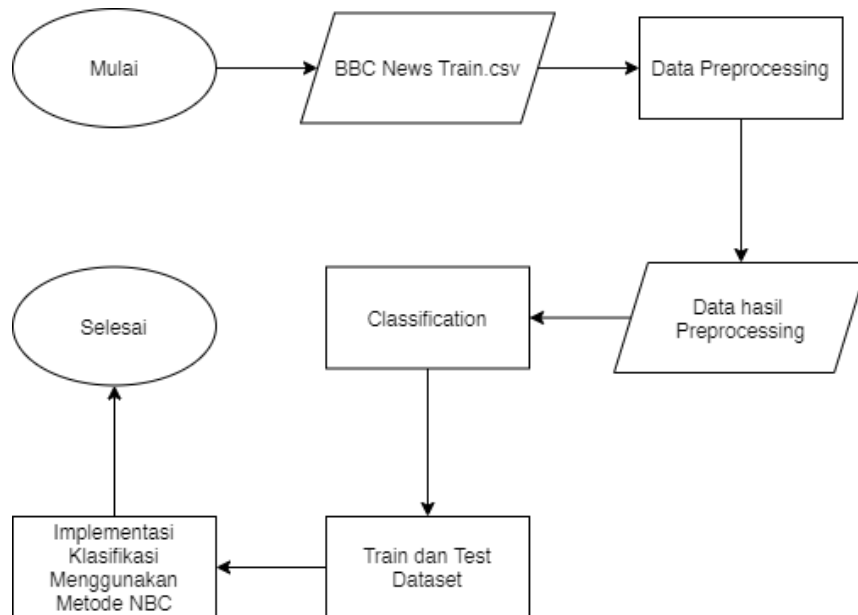 Mulai
BBC News Train.csv
Data Preprocessing
Data hasil
Preprocessing
Classification
Selesai
Train dan Test
Dataset
Implementasi
Klasifikasi
Menggunakan
Metode NBC